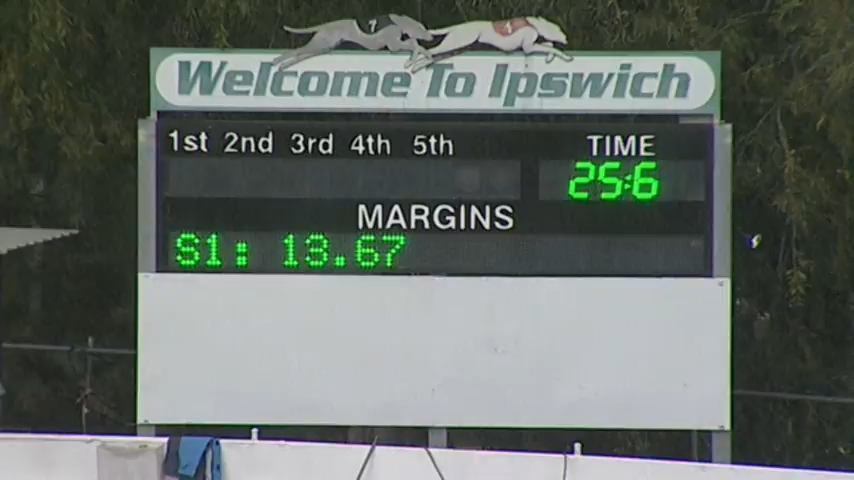 Welcome To Ipswich
1st 2nd 3rd 4th 5th TIME
25:6
MARGINS
S1: 13.67